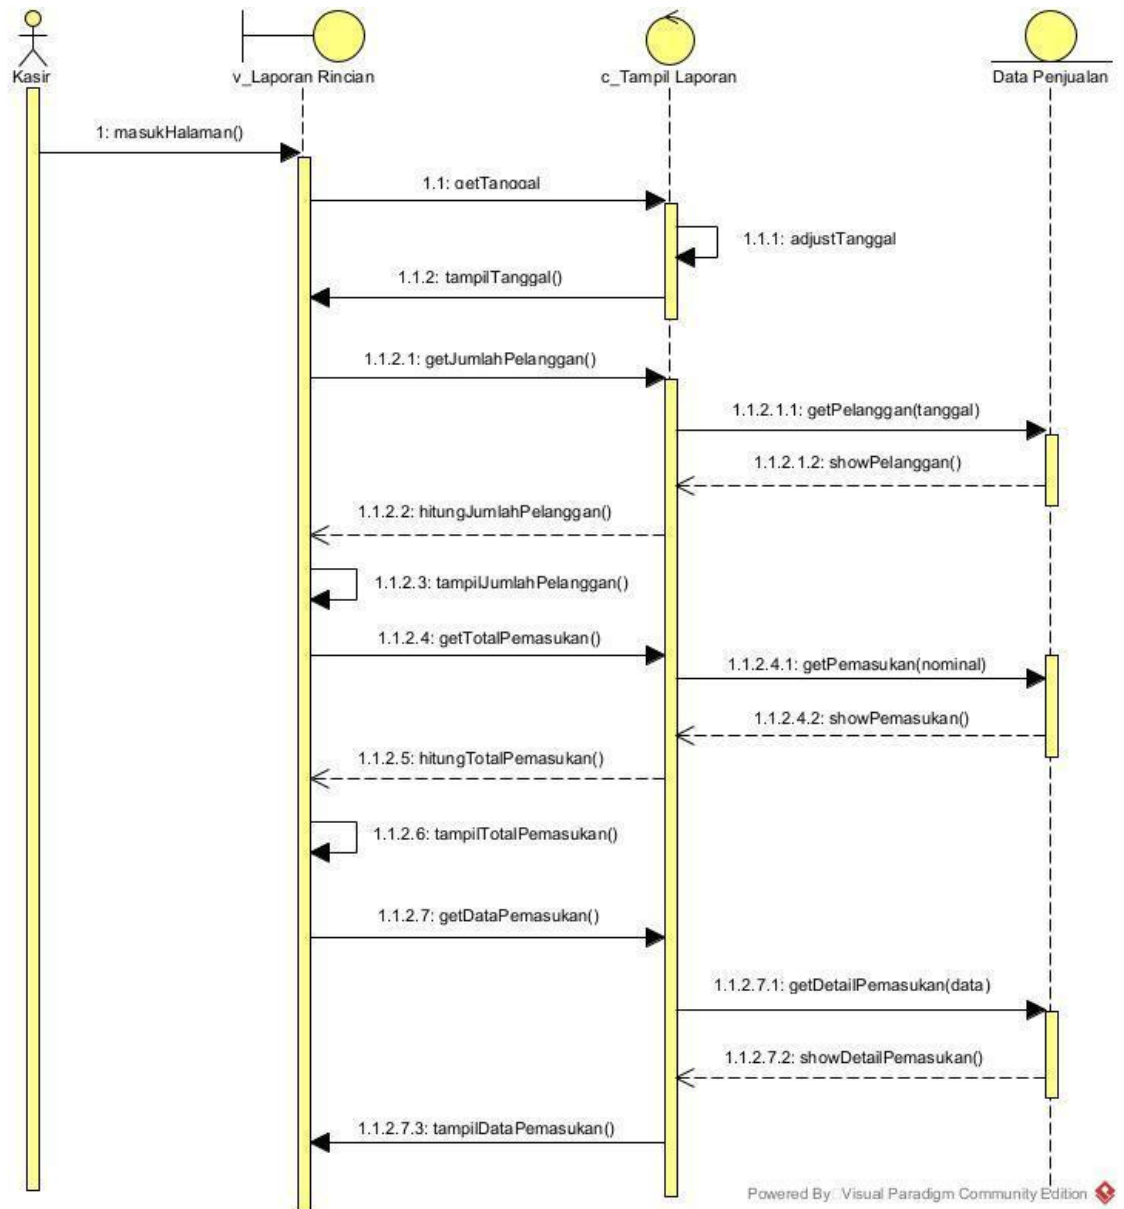 Kasir
v_Laporan Rincian
c_Tampil Laporan
Data Penjualan
1: masukHalaman()
1.1: getTanggal
1.1.1: adjustTanggal
1.1.2: tampilTanggal()
1.1.2.1: getJumlahPelanggan()
1.1.2.1.1: getPelanggan(tanggal)
1.1.2.1.2: showPelanggan()
1.1.2.2: hitungJumlahPelanggan()
1.1.2.3: tampilJumlahPelanggan()
1.1.2.4: getTotalPemasukan()
1.1.2.4.1: getPemasukan(nominal)
1.1.2.4.2: showPemasukan()
1.1.2.5: hitungTotalPemasukan()
1.1.2.6: tampilTotalPemasukan()
1.1.2.7: getDataPemasukan()
1.1.2.7.1: getDetailPemasukan(data)
1.1.2.7.2: showDetailPemasukan()
1.1.2.7.3: tampilDataPemasukan()
Powered By Visual Paradigm Community Edition